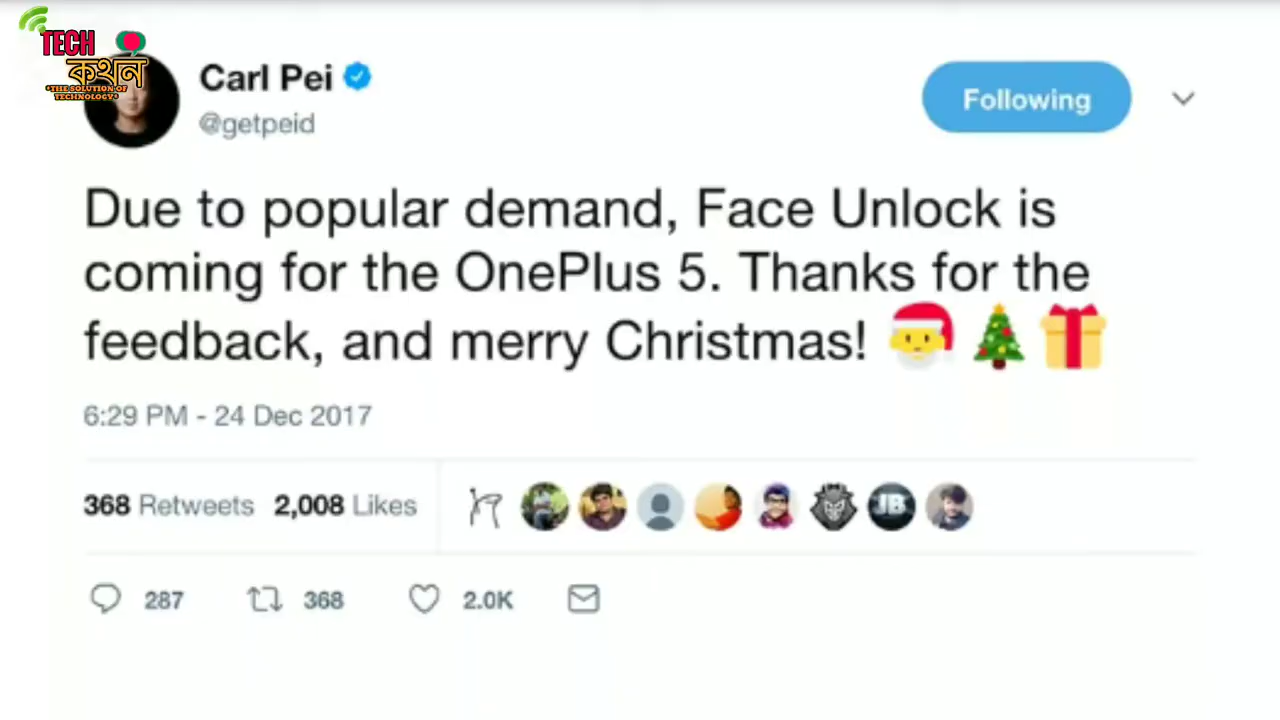 TECH
কথন
•THE SOLUTION OF
TECHNOLOGY•
Carl Pei
@getpeid
Following
Due to popular demand, Face Unlock is
coming for the OnePlus 5. Thanks for the
feedback, and merry Christmas! 🎅🎄🎁
6:29 PM - 24 Dec 2017
368 Retweets 2,008 Likes
JB
287 368 2.0K